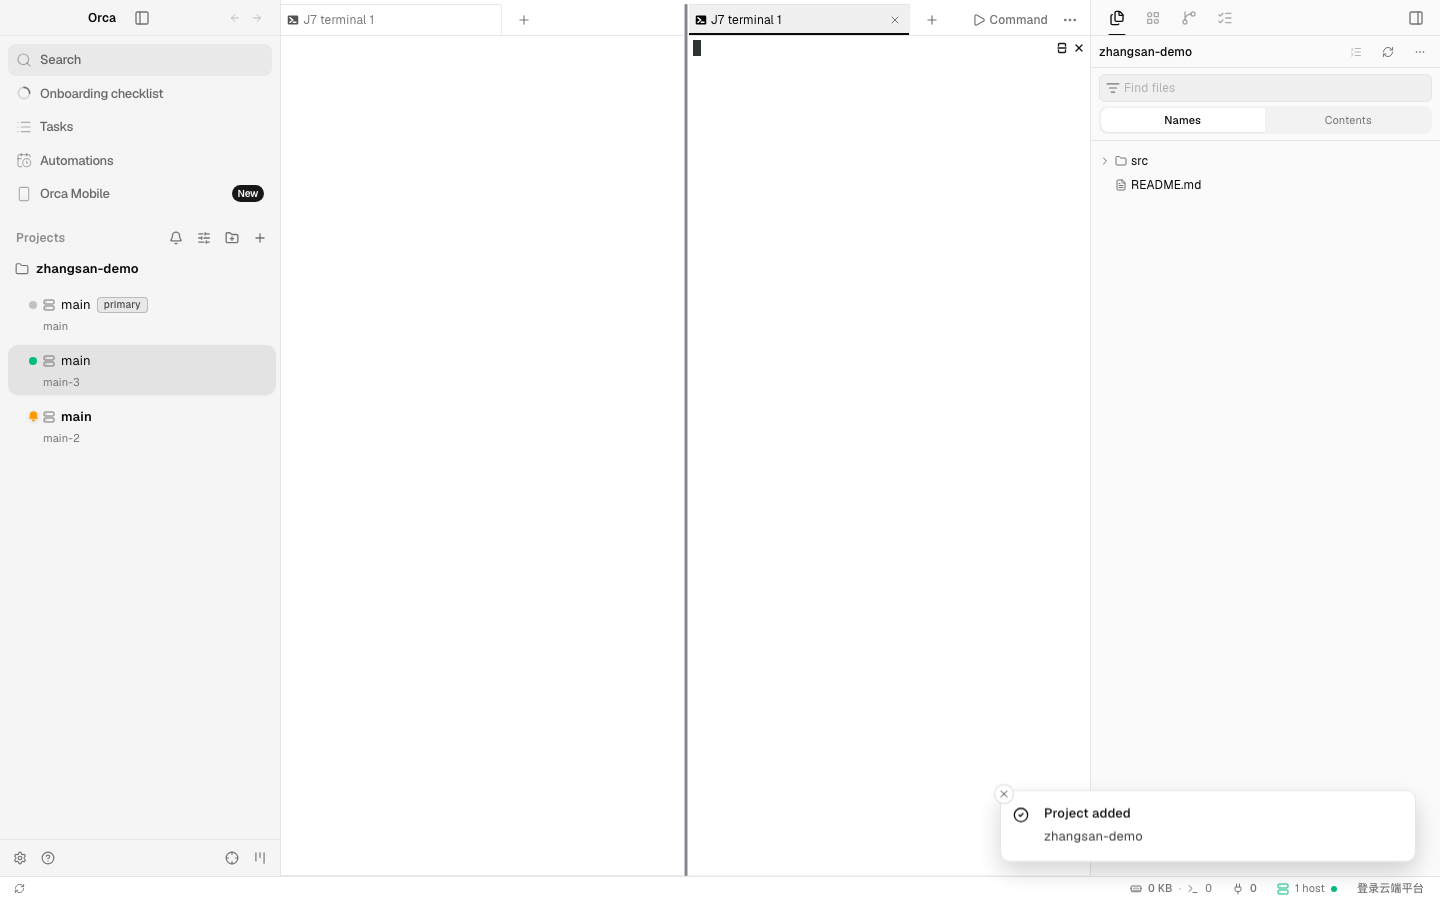 Orca
Search
Onboarding checklist
Tasks
Automations
Orca Mobile New
Projects
zhangsan-demo
main primary
main
main
main-3
main
main-2
J7 terminal 1
J7 terminal 1
Command
zhangsan-demo
Find files
Names Contents
src
README.md
Project added
zhangsan-demo
0 KB · 0 0 1 host 登录云端平台